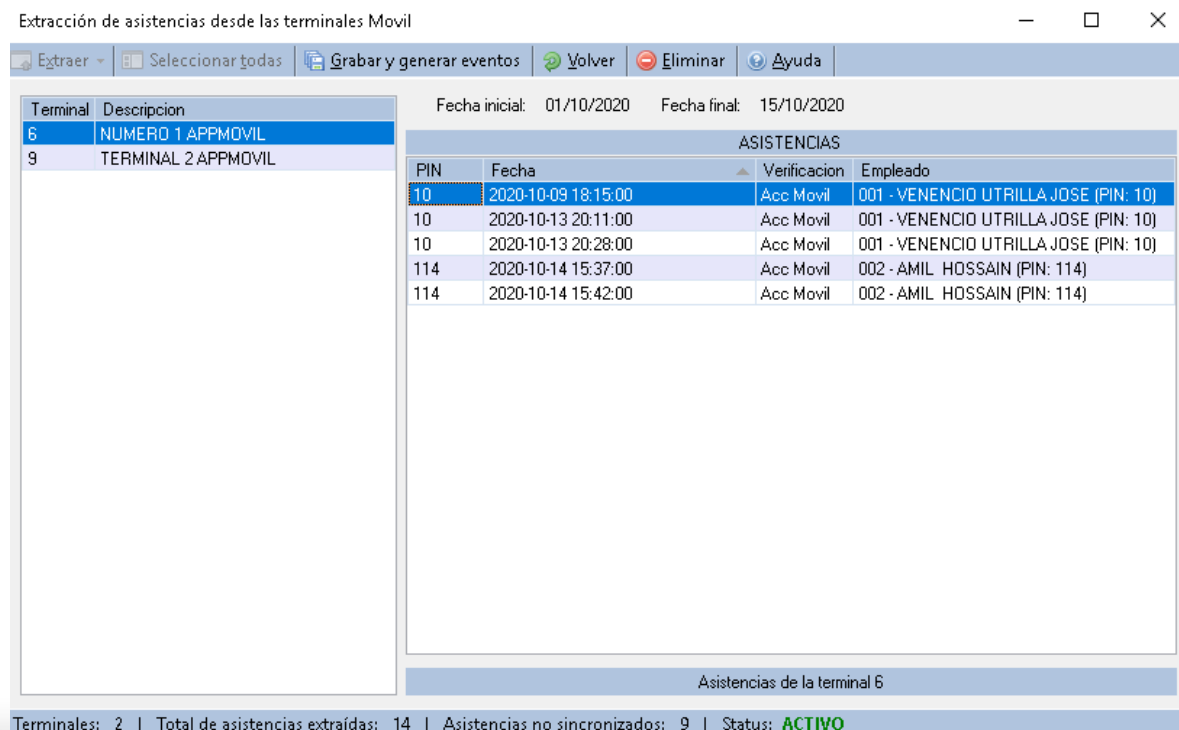 Extracción de asistencias desde las terminales Movil
Extraer Seleccionar todas Grabar y generar eventos Volver Eliminar Ayuda
Terminal Descripcion
6 NUMERO 1 APPMOVIL
9 TERMINAL 2 APPMOVIL
Fecha inicial: 01/10/2020 Fecha final: 15/10/2020
ASISTENCIAS
PIN Fecha Verificacion Empleado
10 2020-10-09 18:15:00 Acc Movil 001 - VENENCIO UTRILLA JOSE (PIN: 10)
10 2020-10-13 20:11:00 Acc Movil 001 - VENENCIO UTRILLA JOSE (PIN: 10)
10 2020-10-13 20:28:00 Acc Movil 001 - VENENCIO UTRILLA JOSE (PIN: 10)
114 2020-10-14 15:37:00 Acc Movil 002 - AMIL HOSSAIN (PIN: 114)
114 2020-10-14 15:42:00 Acc Movil 002 - AMIL HOSSAIN (PIN: 114)
Asistencias de la terminal 6
Terminales: 2 | Total de asistencias extraídas: 14 | Asistencias no sincronizados: 9 | Status: ACTIVO